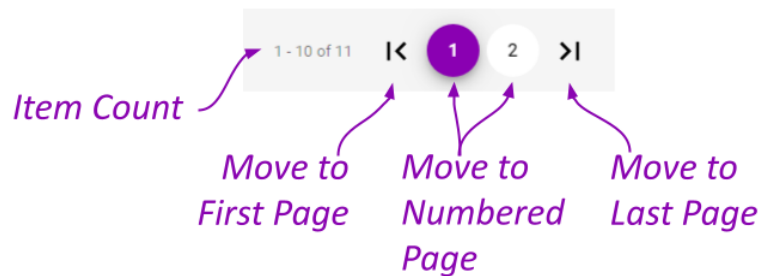 1 - 10 of 11
1
2
Item Count
Move to
First Page
Move to
Numbered
Page
Move to
Last Page